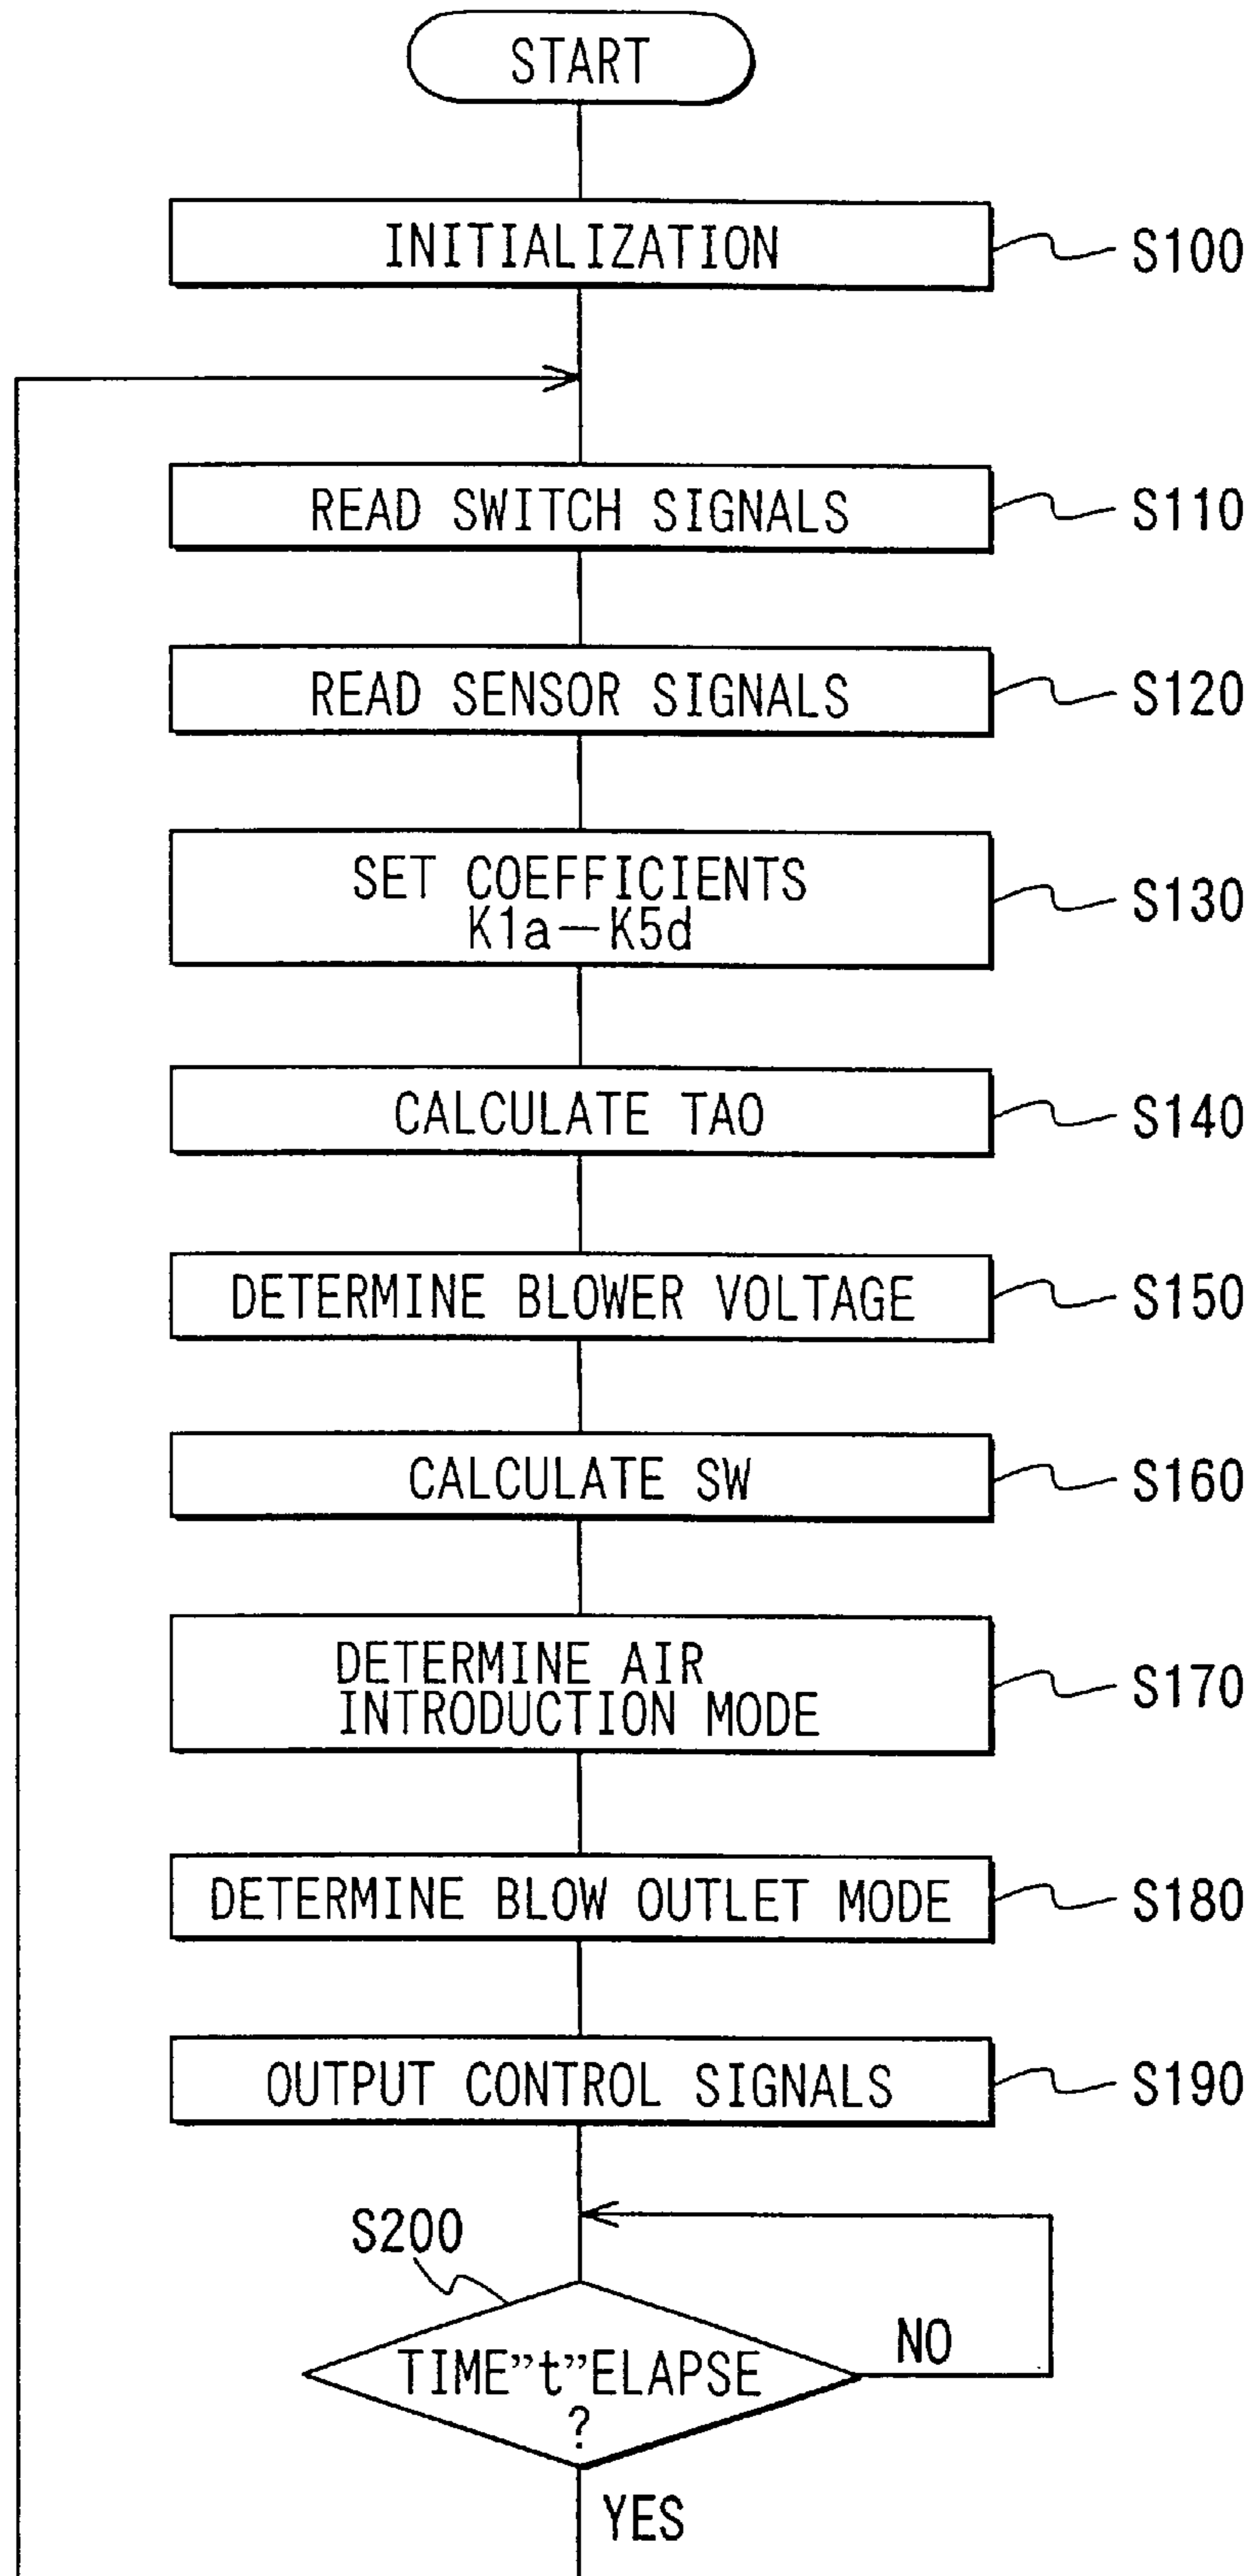 START
INITIALIZATION
S100
READ SWITCH SIGNALS
S110
READ SENSOR SIGNALS
S120
SET COEFFICIENTS
K1a—K5d
S130
CALCULATE TAO
S140
DETERMINE BLOWER VOLTAGE
S150
CALCULATE SW
S160
DETERMINE AIR
INTRODUCTION MODE
S170
DETERMINE BLOW OUTLET MODE
S180
OUTPUT CONTROL SIGNALS
S190
S200
TIME”t”ELAPSE
?
NO
YES